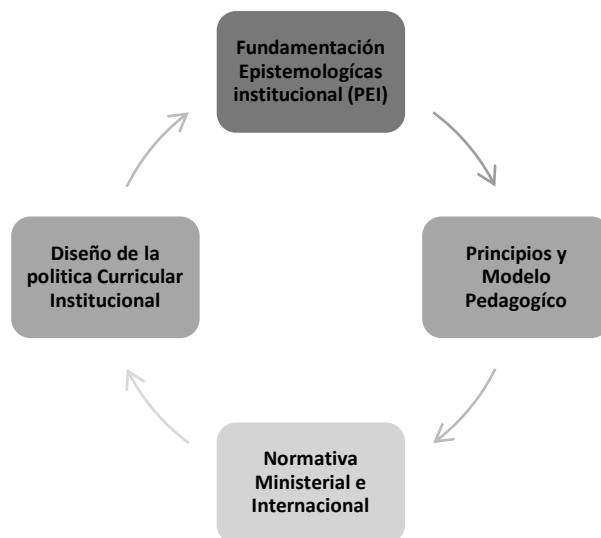 Fundamentación
Epistemologícas
institucional (PEI)
Principios y
Modelo
Pedagogíco
Normativa
Ministerial e
Internacional
Diseño de la
politica Curricular
Institucional